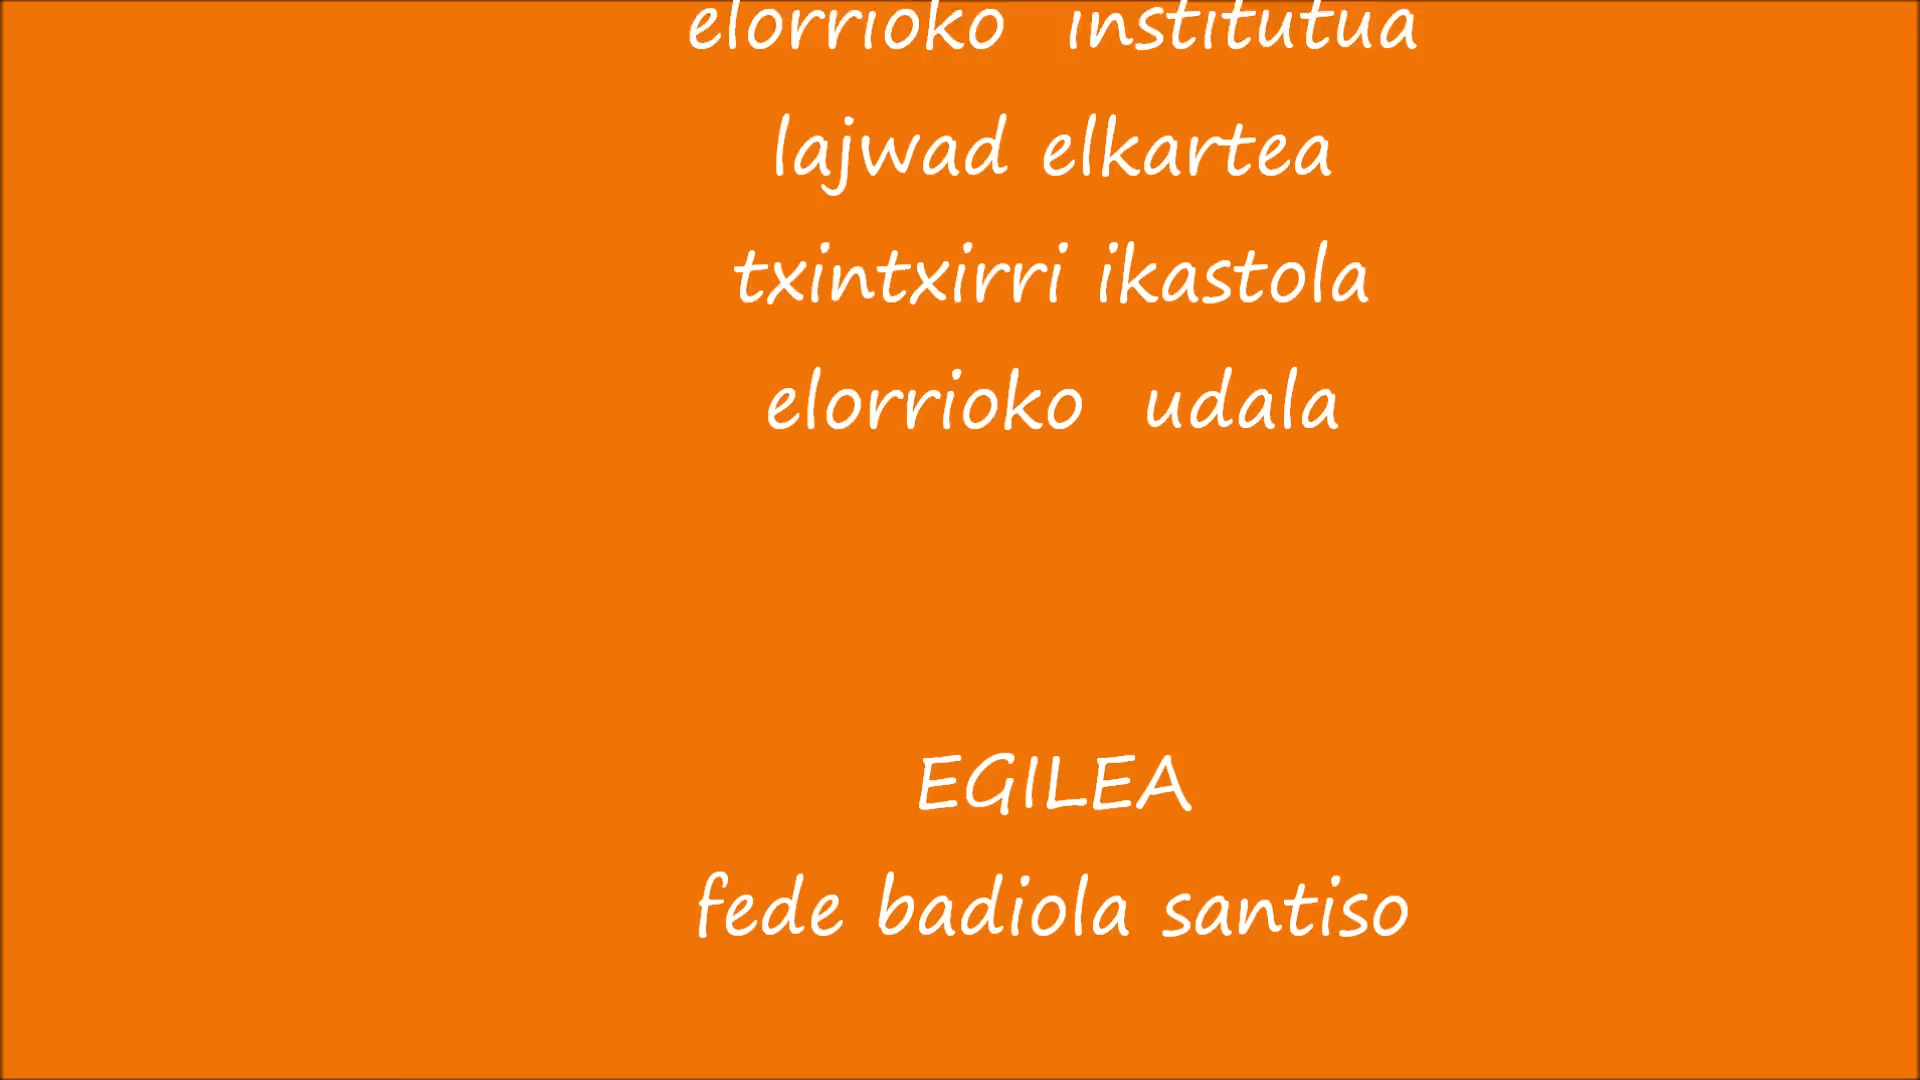 elorrioko institutua
lajwad elkartea
txintxirri ikastola
elorrioko udala
EGILEA
fede badiola santiso